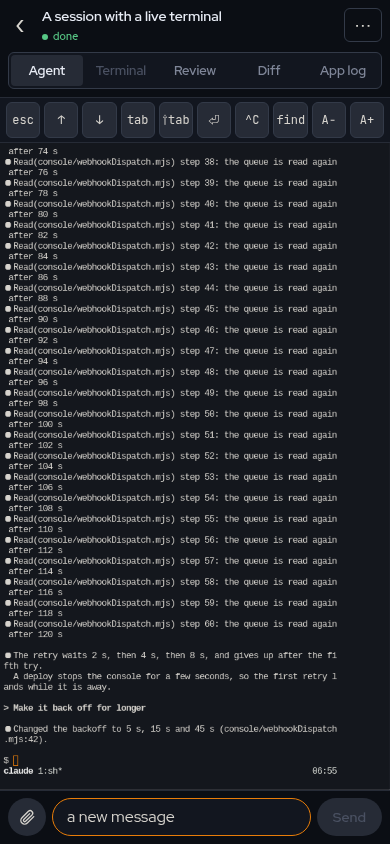 A session with a live terminal
done
...
Agent
Terminal
Review
Diff
App log
esc
↑
↓
tab
⇧tab
⏎
^C
find
A-
A+
after 74 s
Read(console/webhookDispatch.mjs) step 38: the queue is read again
after 76 s
Read(console/webhookDispatch.mjs) step 39: the queue is read again
after 78 s
Read(console/webhookDispatch.mjs) step 40: the queue is read again
after 80 s
Read(console/webhookDispatch.mjs) step 41: the queue is read again
after 82 s
Read(console/webhookDispatch.mjs) step 42: the queue is read again
after 84 s
Read(console/webhookDispatch.mjs) step 43: the queue is read again
after 86 s
Read(console/webhookDispatch.mjs) step 44: the queue is read again
after 88 s
Read(console/webhookDispatch.mjs) step 45: the queue is read again
after 90 s
Read(console/webhookDispatch.mjs) step 46: the queue is read again
after 92 s
Read(console/webhookDispatch.mjs) step 47: the queue is read again
after 94 s
Read(console/webhookDispatch.mjs) step 48: the queue is read again
after 96 s
Read(console/webhookDispatch.mjs) step 49: the queue is read again
after 98 s
Read(console/webhookDispatch.mjs) step 50: the queue is read again
after 100 s
Read(console/webhookDispatch.mjs) step 51: the queue is read again
after 102 s
Read(console/webhookDispatch.mjs) step 52: the queue is read again
after 104 s
Read(console/webhookDispatch.mjs) step 53: the queue is read again
after 106 s
Read(console/webhookDispatch.mjs) step 54: the queue is read again
after 108 s
Read(console/webhookDispatch.mjs) step 55: the queue is read again
after 110 s
Read(console/webhookDispatch.mjs) step 56: the queue is read again
after 112 s
Read(console/webhookDispatch.mjs) step 57: the queue is read again
after 114 s
Read(console/webhookDispatch.mjs) step 58: the queue is read again
after 116 s
Read(console/webhookDispatch.mjs) step 59: the queue is read again
after 118 s
Read(console/webhookDispatch.mjs) step 60: the queue is read again
after 120 s
The retry waits 2 s, then 4 s, then 8 s, and gives up after the fi
fth try.
A deploy stops the console for a few seconds, so the first retry l
ands while it is away.
> Make it back off for longer
Changed the backoff to 5 s, 15 s and 45 s (console/webhookDispatch
.mjs:42).
$
claude 1:sh* 06:55
a new message
Send